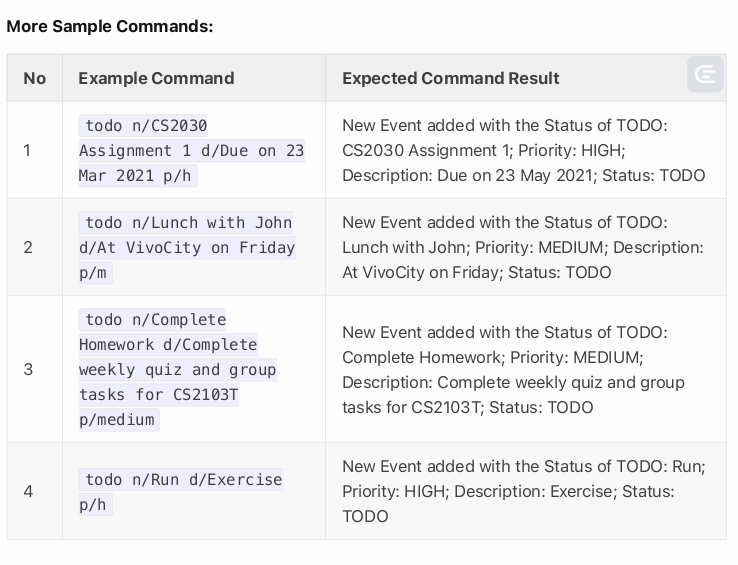 More Sample Commands:
No Example Command Expected Command Result
1
todo n/CS2030
Assignment 1 d/Due on 23
Mar 2021 p/h
New Event added with the Status of TODO:
CS2030 Assignment 1; Priority: HIGH;
Description: Due on 23 May 2021; Status: TODO
2
todo n/Lunch with John
d/At VivoCity on Friday
p/m
New Event added with the Status of TODO:
Lunch with John; Priority: MEDIUM; Description:
At VivoCity on Friday; Status: TODO
3
todo n/Complete
Homework d/Complete
weekly quiz and group
tasks for CS2103T
p/medium
New Event added with the Status of TODO:
Complete Homework; Priority: MEDIUM;
Description: Complete weekly quiz and group
tasks for CS2103T; Status: TODO
4
todo n/Run d/Exercise
p/h
New Event added with the Status of TODO: Run;
Priority: HIGH; Description: Exercise; Status:
TODO